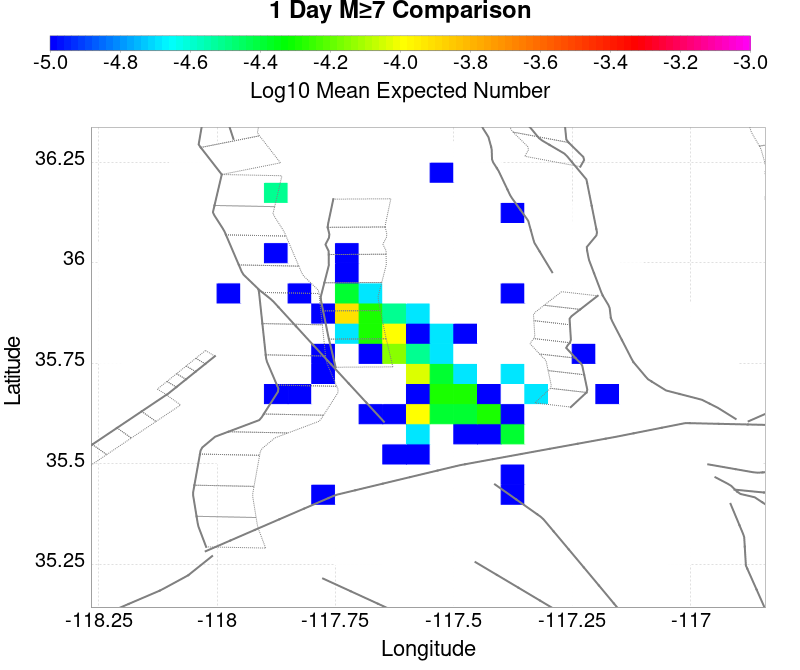 1 Day M≥7 Comparison
-5.0 -4.8 -4.6 -4.4 -4.2 -4.0 -3.8 -3.6 -3.4 -3.2 -3.0
Log10 Mean Expected Number
36.25
36
35.75
35.5
35.25
Latitude
-118.25 -118 -117.75 -117.5 -117.25 -117
Longitude